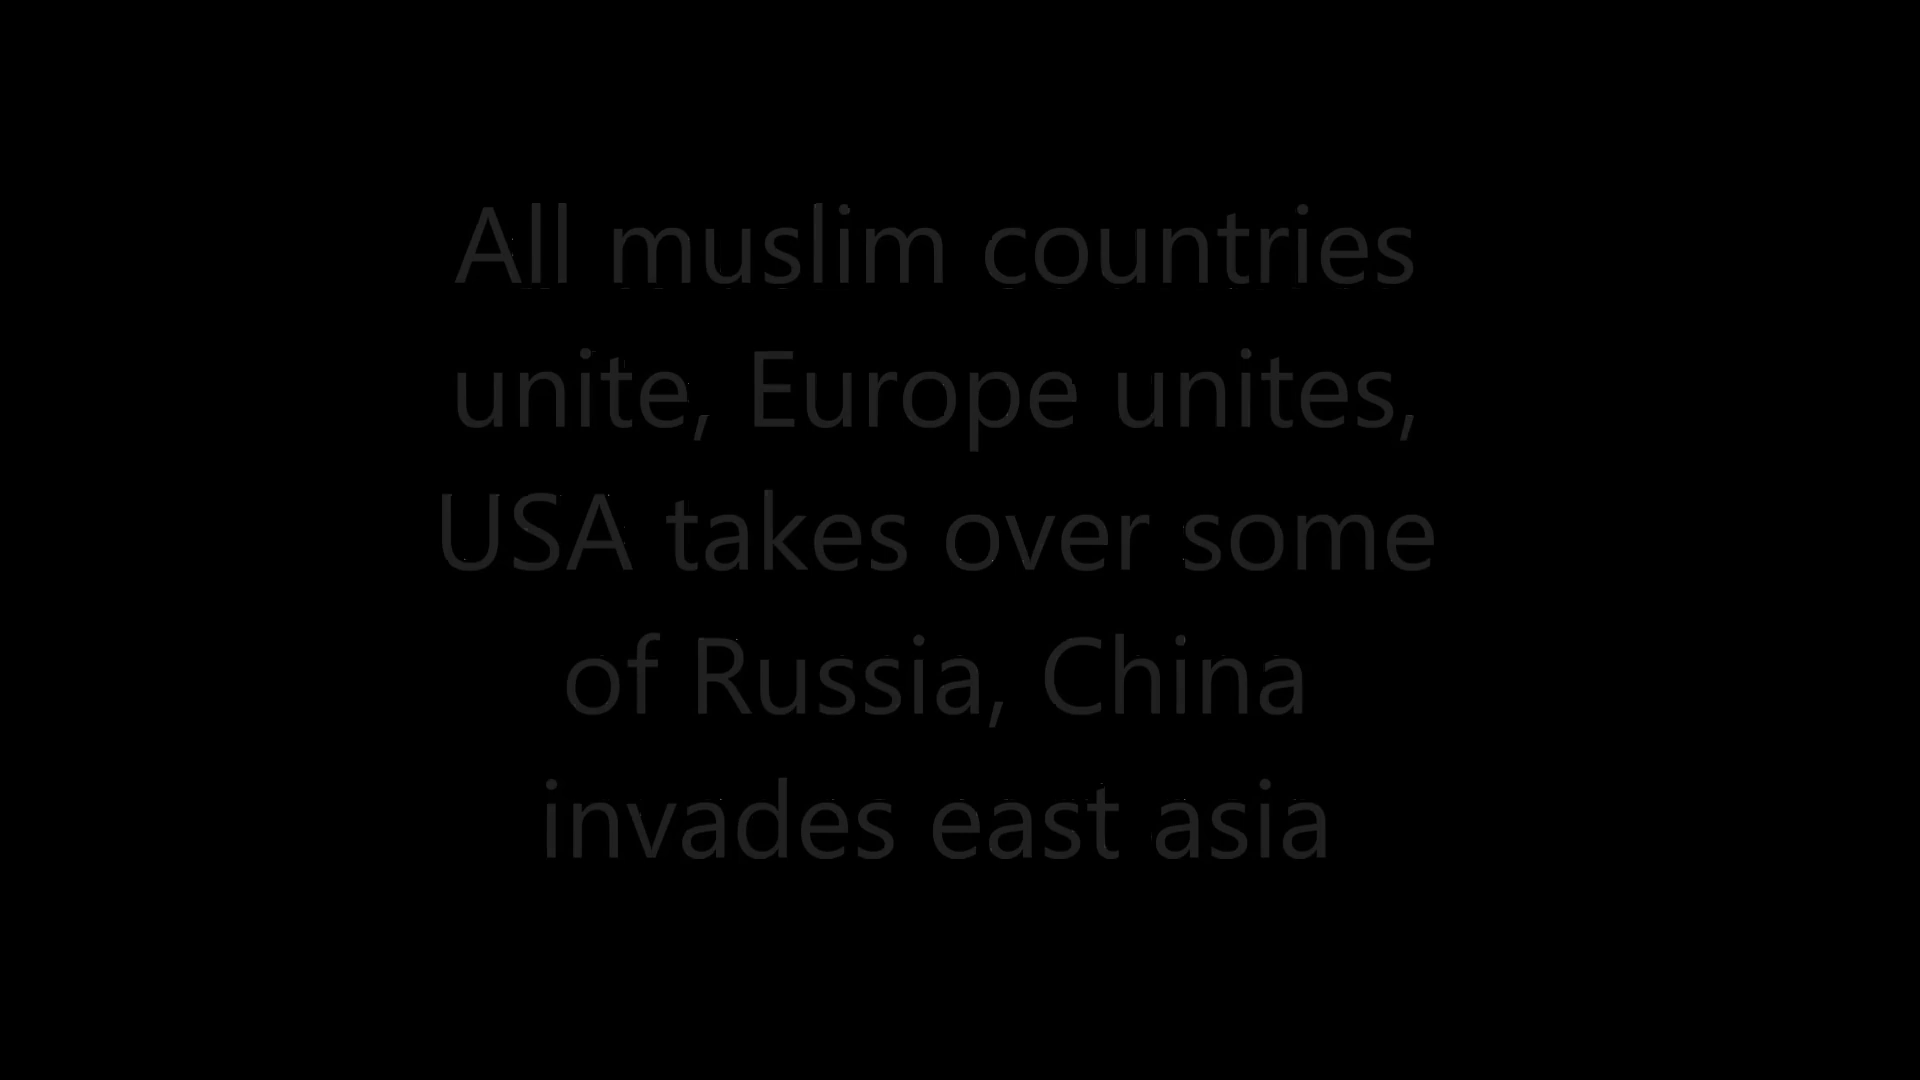 All muslim countries
unite, Europe unites,
USA takes over some
of Russia, China
invades east asia